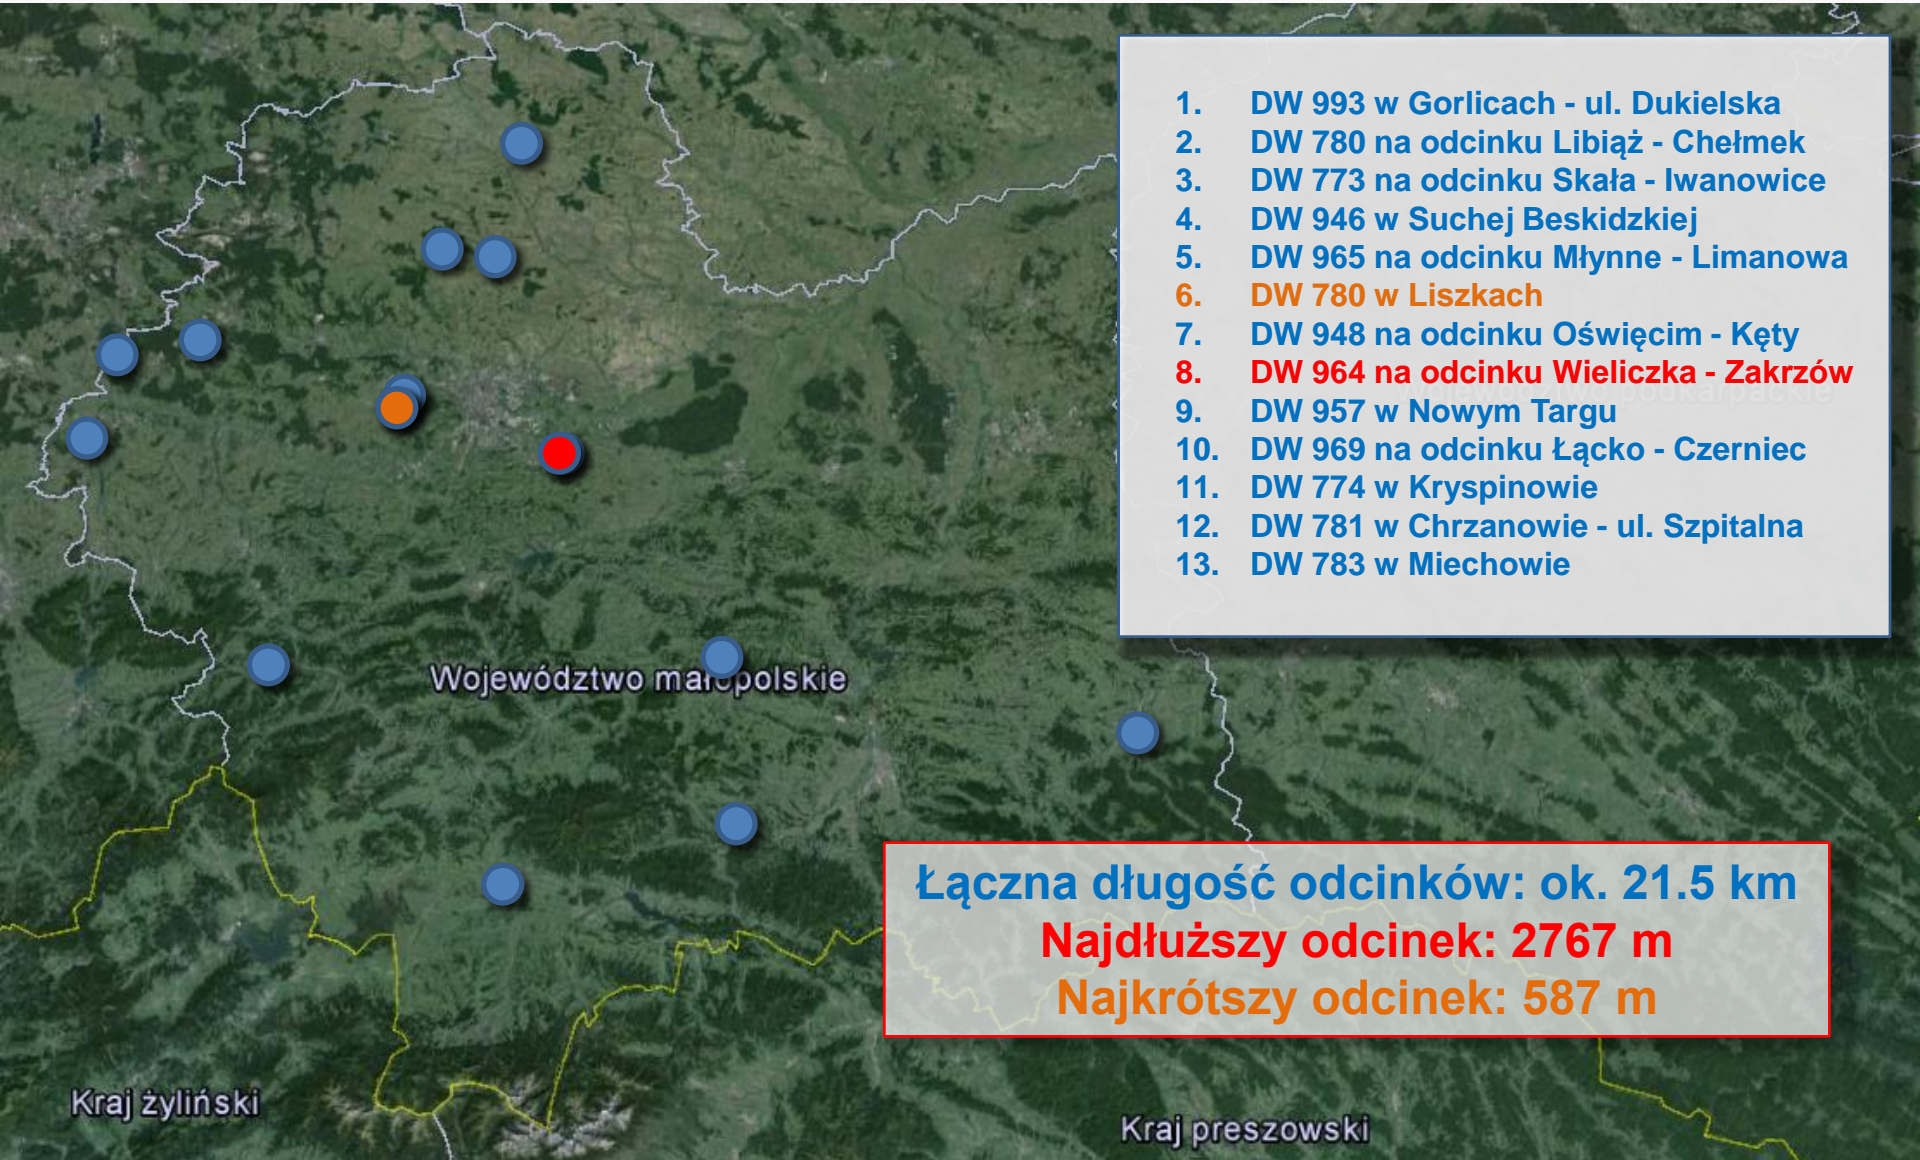 1. DW 993 w Gorlicach - ul. Dukielska
2. DW 780 na odcinku Libiąż - Chełmek
3. DW 773 na odcinku Skała - Iwanowice
4. DW 946 w Suchej Beskidzkiej
5. DW 965 na odcinku Młynne - Limanowa
6. DW 780 w Liszkach
7. DW 948 na odcinku Oświęcim - Kęty
8. DW 964 na odcinku Wieliczka - Zakrzów
Województwo podkarpackie
9. DW 957 w Nowym Targu
10. DW 969 na odcinku Łącko - Czerniec
11. DW 774 w Kryspinowie
12. DW 781 w Chrzanowie - ul. Szpitalna
13. DW 783 w Miechowie
Województwo małopolskie
Łączna długość odcinków: ok. 21.5 km
Najdłuższy odcinek: 2767 m
Najkrótszy odcinek: 587 m
Kraj żyliński
Kraj preszowski